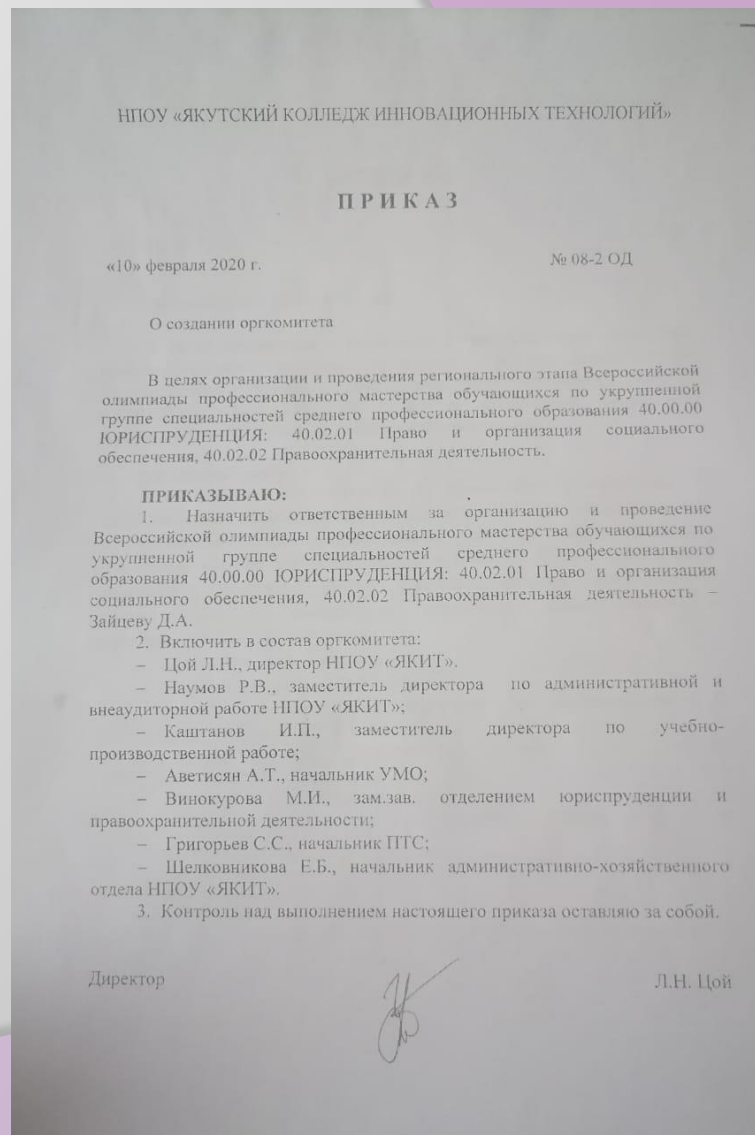 НПОУ «ЯКУТСКИЙ КОЛЛЕДЖ ИННОВАЦИОННЫХ ТЕХНОЛОГИЙ»
ПРИКАЗ
«10» февраля 2020 г. № 08-2 ОД
О создании оргкомитета
В целях организации и проведения регионального этапа Всероссийской
олимпиады профессионального мастерства обучающихся по укрупненной
группе специальностей среднего профессионального образования 40.00.00
ЮРИСПРУДЕНЦИЯ: 40.02.01 Право и организация социального
обеспечения, 40.02.02 Правоохранительная деятельность.
ПРИКАЗЫВАЮ:
1. Назначить ответственным за организацию и проведение
Всероссийской олимпиады профессионального мастерства обучающихся по
укрупненной группе специальностей среднего профессионального
образования 40.00.00 ЮРИСПРУДЕНЦИЯ: 40.02.01 Право и организация
социального обеспечения, 40.02.02 Правоохранительная деятельность –
Зайцеву Д.А.
2. Включить в состав оргкомитета:
– Цой Л.Н., директор НПОУ «ЯКИТ».
– Наумов Р.В., заместитель директора по административной и
внеаудиторной работе НПОУ «ЯКИТ»;
– Каштанов И.П., заместитель директора по учебно-
производственной работе;
– Аветисян А.Т., начальник УМО;
– Винокурова М.И., зам.зав. отделением юриспруденции и
правоохранительной деятельности;
– Григорьев С.С., начальник ПТС;
– Шелковникова Е.Б., начальник административно-хозяйственного
отдела НПОУ «ЯКИТ».
3. Контроль над выполнением настоящего приказа оставляю за собой.
Директор Л.Н. Цой